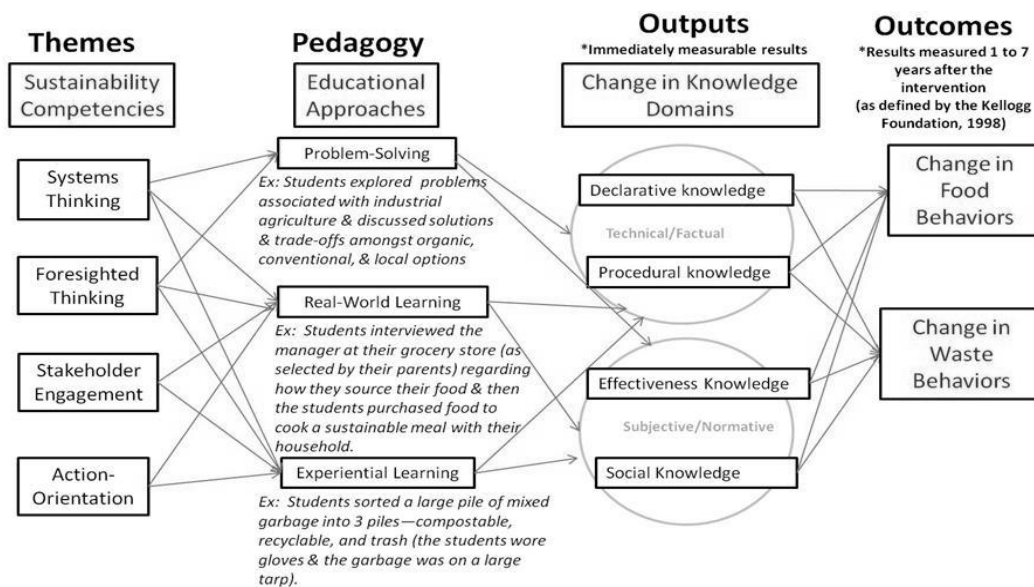 Themes
Sustainability
Competencies
Systems
Thinking
Foresighted
Thinking
Stakeholder
Engagement
Action-
Orientation
Pedagogy
Educational
Approaches
Problem-Solving
Ex: Students explored problems
associated with industrial
agriculture & discussed solutions
& trade-offs amongst organic,
conventional, & local options
Real-World Learning
Ex: Students interviewed the
manager at their grocery store (as
selected by their parents) regarding
how they source their food & then
the students purchased food to
cook a sustainable meal with their
household.
Experiential Learning
Ex: Students sorted a large pile of mixed
garbage into 3 piles—compostable,
recyclable, and trash (the students wore
gloves & the garbage was on a large
tarp).
Outputs
*Immediately measurable results
Change in Knowledge
Domains
Declarative knowledge
Technical/Factual
Procedural knowledge
Effectiveness Knowledge
Subjective/Normative
Social Knowledge
Outcomes
*Results measured 1 to 7
years after the
intervention
(as defined by the Kellogg
Foundation, 1998)
Change in
Food
Behaviors
Change in
Waste
Behaviors